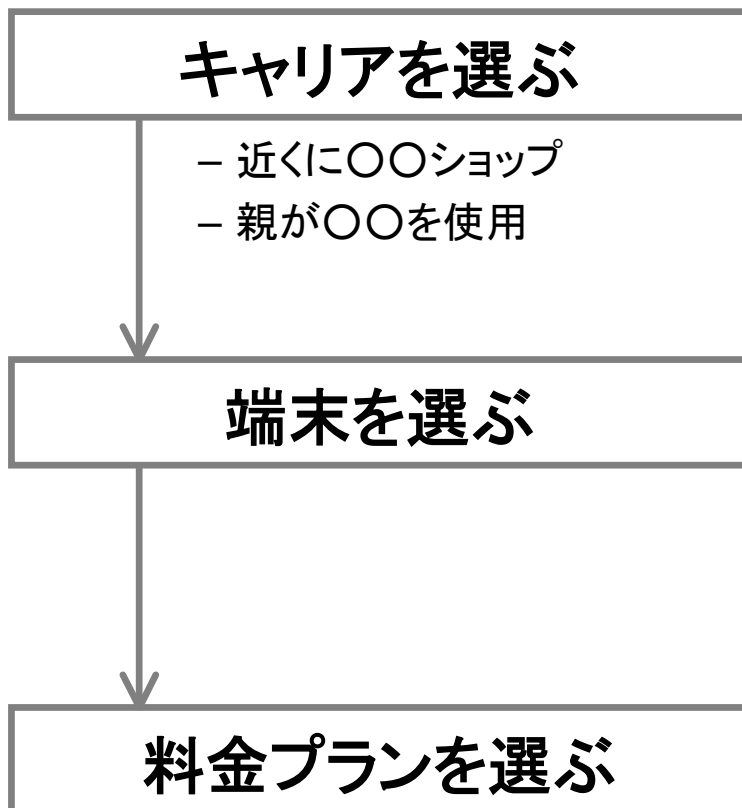 キャリアを選ぶ
– 近くに〇〇ショップ
– 親が〇〇を使用
端末を選ぶ
料金プランを選ぶ